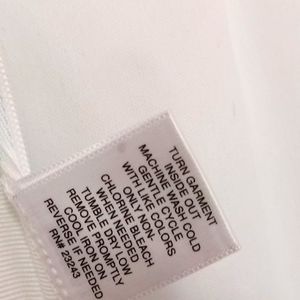 TURN GARMENT
INSIDE OUT
MACHINE WASH COLD
GENTLE CYCLE
WITH LIKE COLORS
ONLY NON-
CHLORINE BLEACH
WHEN NEEDED
TUMBLE DRY LOW
REMOVE PROMPTLY
COOL IRON ON
REVERSE IF NEEDED
RN# 29243